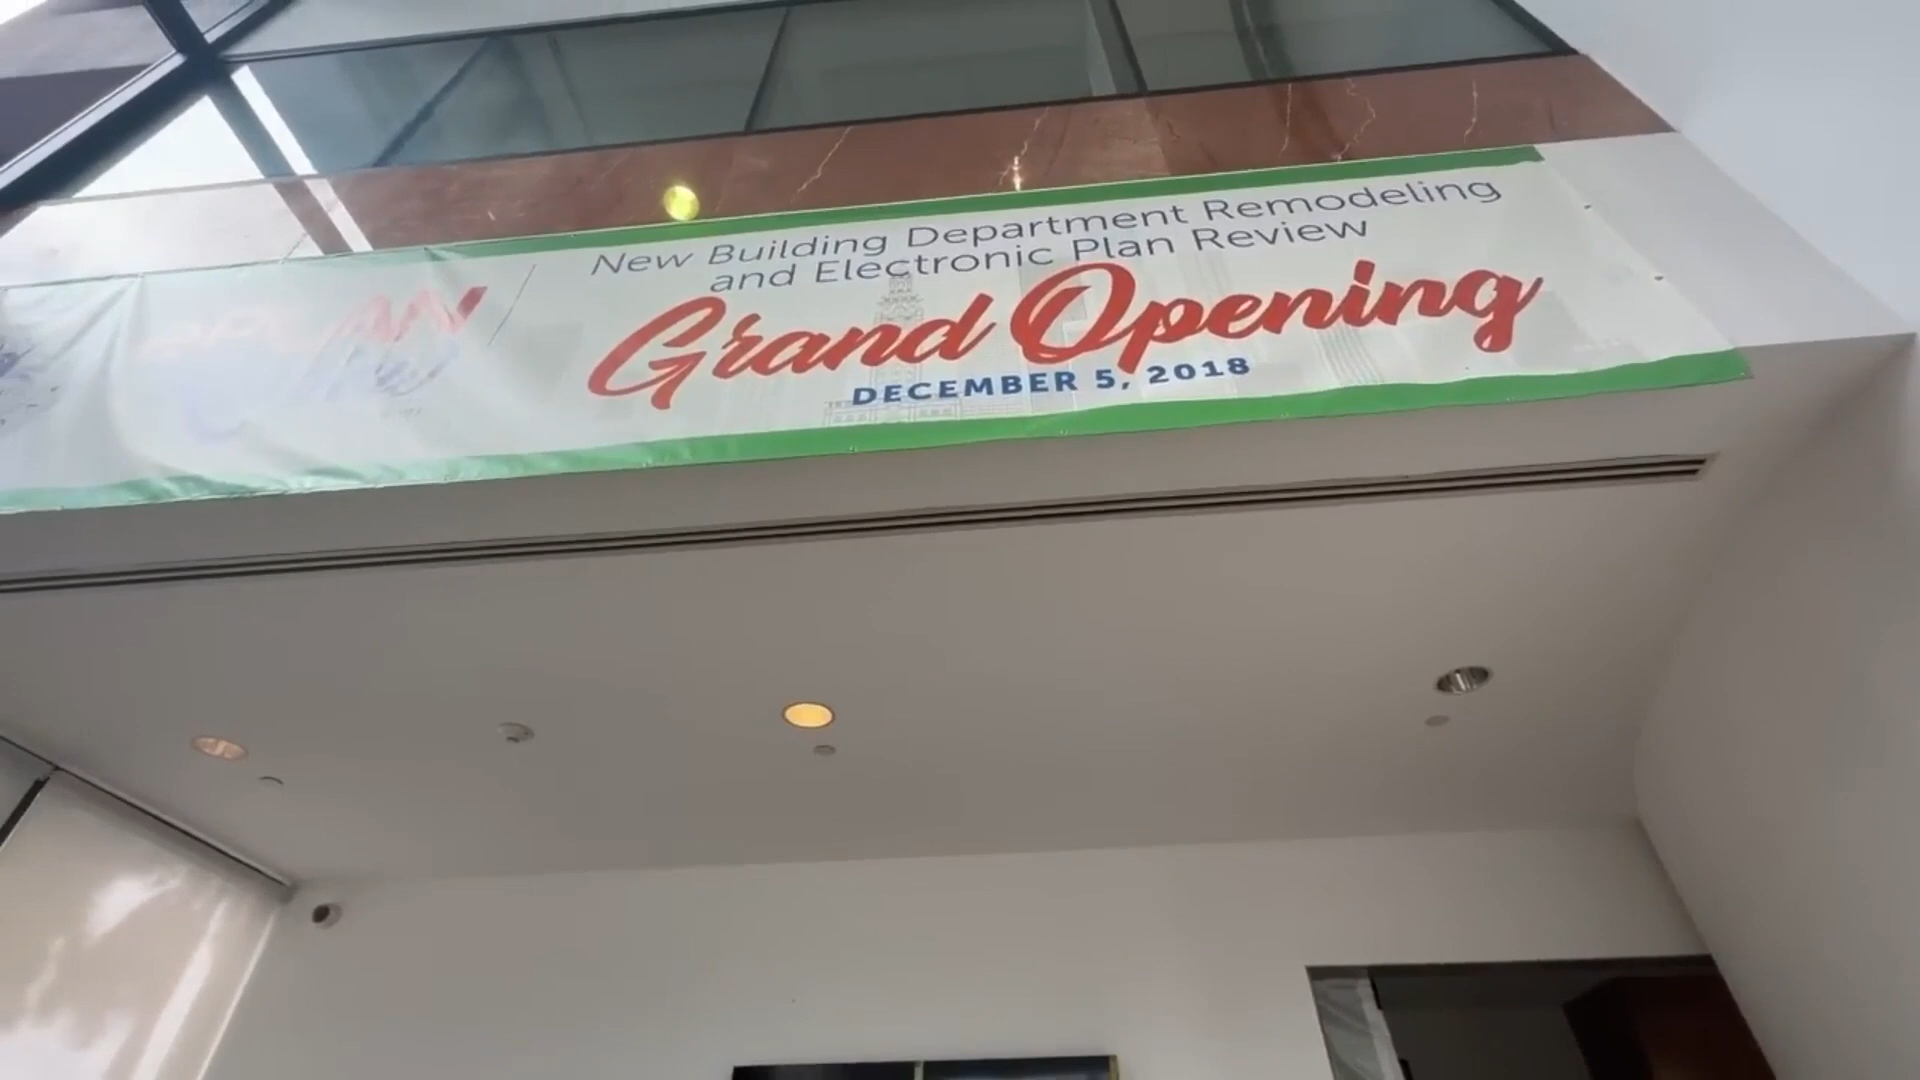 New Building Department Remodeling
and Electronic Plan Review
Grand Opening
DECEMBER 5, 2018